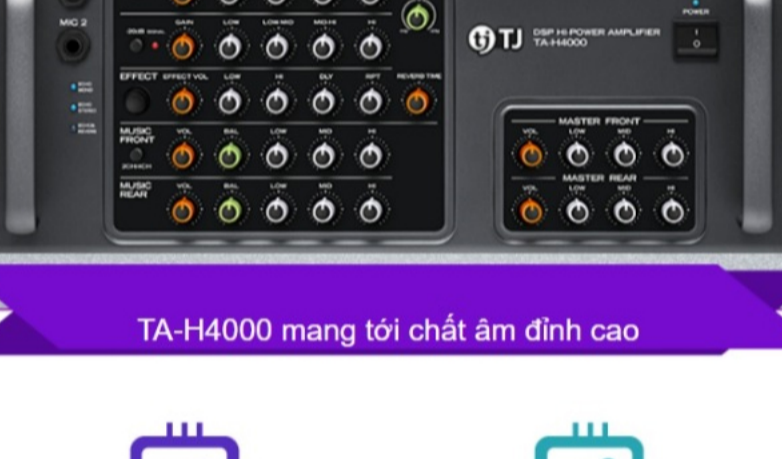 MIC 2
GAIN LOW LOW-MID MID-HI HI
POWER
TJ DSP HI-POWER AMPLIFIER
TA-H4000
EFFECT EFFECT VOL LOW HI DLY RPT REVERB TIME
MASTER FRONT
VOL LOW MID HI
MUSIC FRONT VOL BAL LOW MID HI
MASTER REAR
VOL LOW MID HI
MUSIC REAR VOL BAL LOW MID HI
TA-H4000 mang tới chất âm đỉnh cao